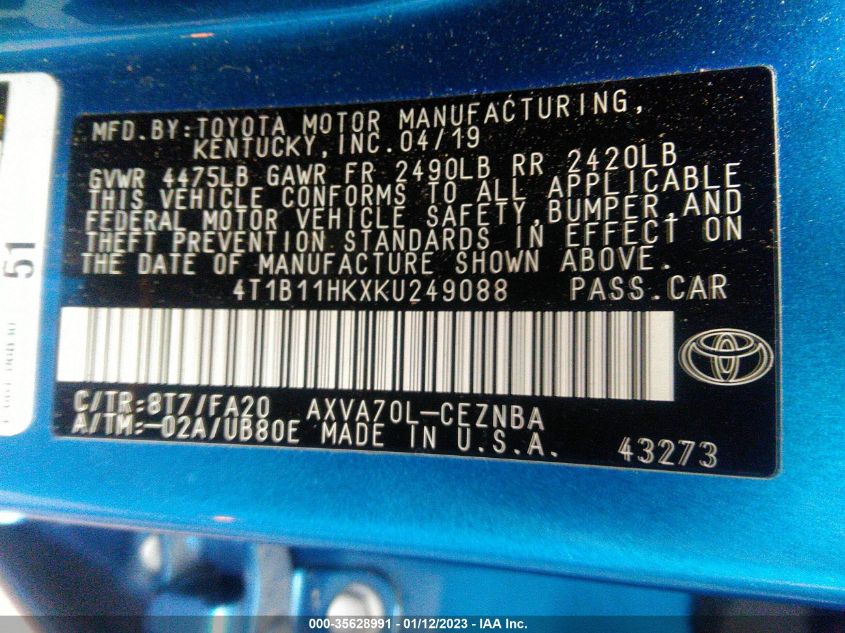 MFD.BY:TOYOTA MOTOR MANUFACTURING,
KENTUCKY,INC.04/19
GVWR 4475LB GAWR FR 2490LB RR 2420LB
THIS VEHICLE CONFORMS TO ALL APPLICABLE
FEDERAL MOTOR VEHICLE SAFETY,BUMPER,AND
THEFT PREVENTION STANDARDS IN EFFECT ON
THE DATE OF MANUFACTURE SHOWN ABOVE.
4T1B11HKXKU249088 PASS.CAR
C/TR:8T7/FA20 AXVA70L-CEZNBA
A/TM:-02A/UB80E MADE IN U.S.A.
43273
51
000-35628991 - 01/12/2023 - IAA Inc.